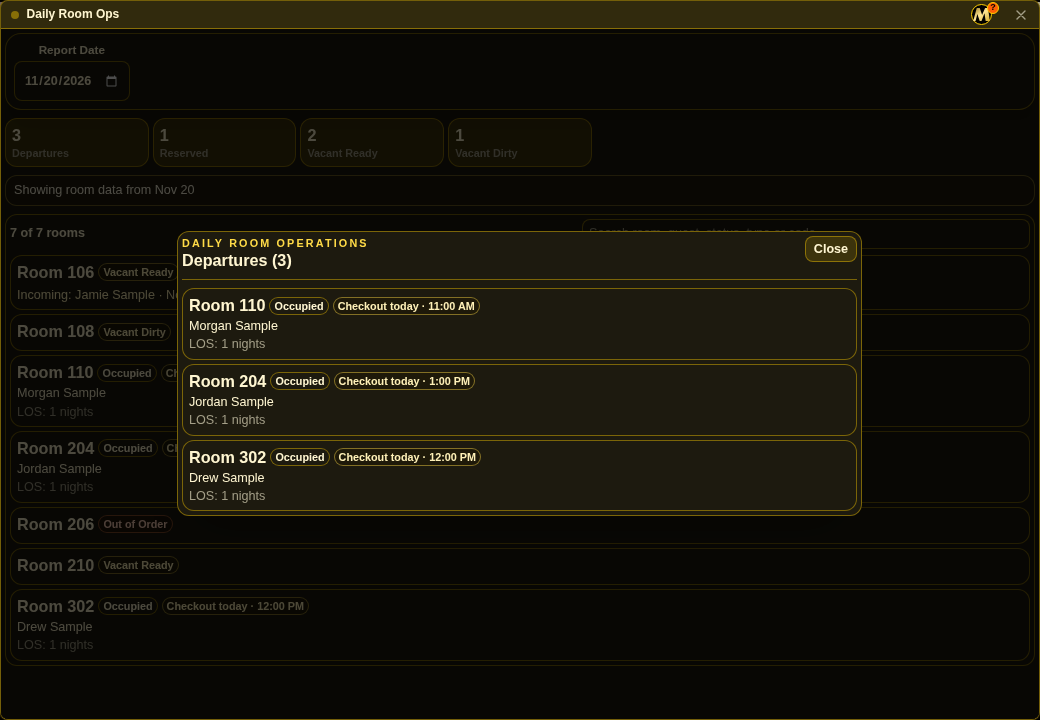 Daily Room Ops
M ?
Report Date
11/20/2026
3
Departures
1
Reserved
2
Vacant Ready
1
Vacant Dirty
Showing room data from Nov 20
7 of 7 rooms
DAILY ROOM OPERATIONS
Departures (3)
Close
Room 110 Occupied Checkout today · 11:00 AM
Morgan Sample
LOS: 1 nights
Room 204 Occupied Checkout today · 1:00 PM
Jordan Sample
LOS: 1 nights
Room 302 Occupied Checkout today · 12:00 PM
Drew Sample
LOS: 1 nights
Room 106 Vacant Ready
Incoming: Jamie Sample ·
Room 108 Vacant Dirty
Room 110 Occupied
Morgan Sample
LOS: 1 nights
Room 204 Occupied
Jordan Sample
LOS: 1 nights
Room 206 Out of Order
Room 210 Vacant Ready
Room 302 Occupied Checkout today · 12:00 PM
Drew Sample
LOS: 1 nights